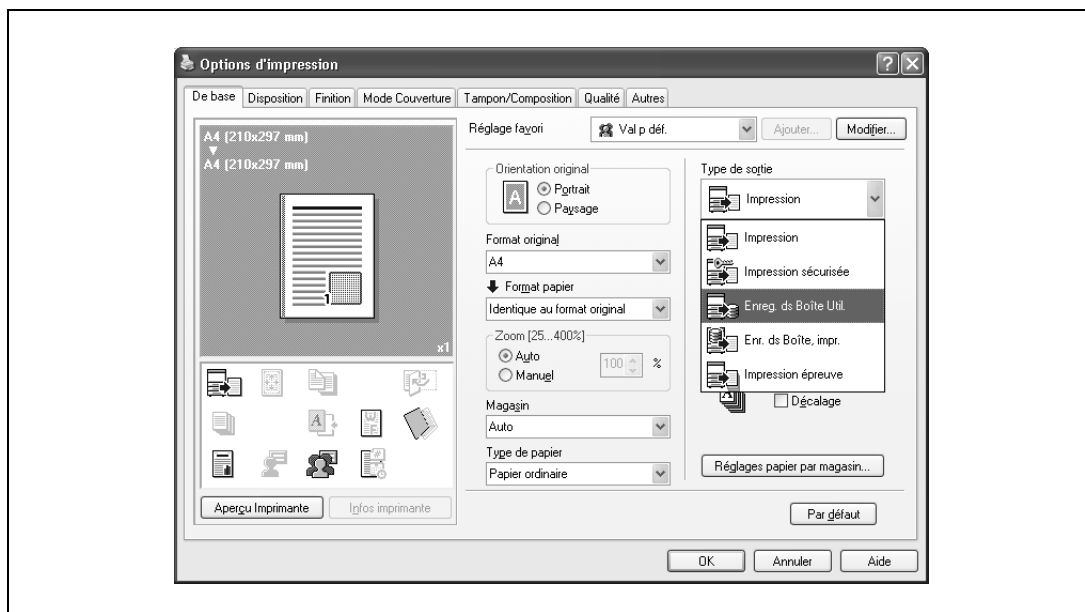 Options d'impression
De base Disposition Finition Mode Couverture Tampon/Composition Qualité Autres
A4 (210x297 mm)
A4 (210x297 mm)
1
x1
Aperçu Imprimante Infos imprimante
Réglage favori Val p déf. Ajouter... Modifier...
Orientation original
A Portrait
Paysage
Format original
A4
Format papier
Identique au format original
Zoom [25...400%]
Auto
Manuel
100 %
Magasin
Auto
Type de papier
Papier ordinaire
Type de sortie
Impression
Impression
Impression sécurisée
Enreg. ds Boîte Util.
Enr. ds Boîte, impr.
Impression épreuve
Décalage
Réglages papier par magasin...
Par défaut
OK Annuler Aide